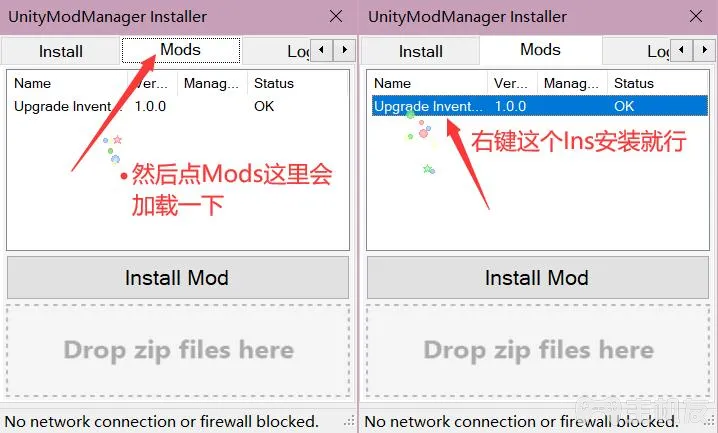 UnityModManager Installer
Install
Mods
Log
Name
Ver...
Manag...
Status
Upgrade Invent...
1.0.0
OK
然后点Mods这里会
加载一下
Install Mod
Drop zip files here
No network connection or firewall blocked.
UnityModManager Installer
Install
Mods
Name
Ver...
Manag...
Status
Upgrade Invent...
1.0.0
OK
右键这个Ins安装就行
Install Mod
Drop zip files here
No network connection or firewall blocked.